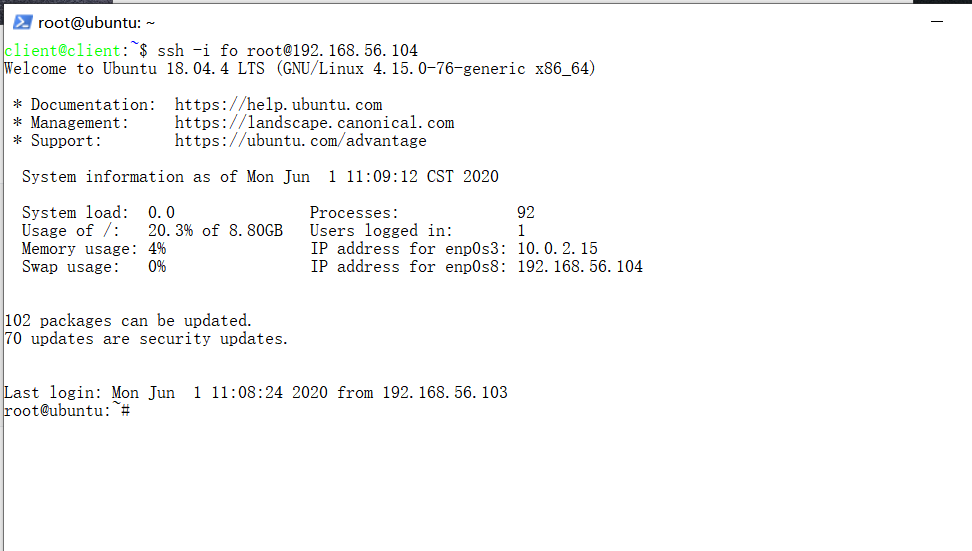 root@ubuntu: ~
client@client:~$ ssh -i fo root@192.168.56.104
Welcome to Ubuntu 18.04.4 LTS (GNU/Linux 4.15.0-76-generic x86_64)
* Documentation:  https://help.ubuntu.com
* Management:     https://landscape.canonical.com
* Support:        https://ubuntu.com/advantage
System information as of Mon Jun  1 11:09:12 CST 2020
System load:  0.0               Processes:             92
Usage of /:   20.3% of 8.80GB   Users logged in:       1
Memory usage: 4%                IP address for enp0s3: 10.0.2.15
Swap usage:   0%                IP address for enp0s8: 192.168.56.104
102 packages can be updated.
70 updates are security updates.
Last login: Mon Jun  1 11:08:24 2020 from 192.168.56.103
root@ubuntu:~#